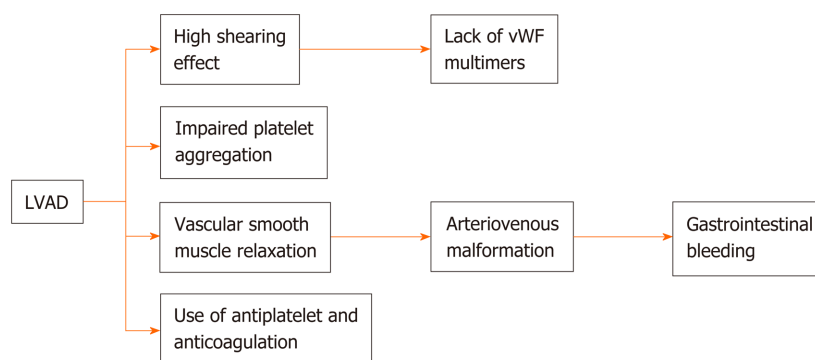 High shearing
effect
Lack of vWF
multimers
Impaired platelet
aggregation
LVAD
Vascular smooth
muscle relaxation
Arteriovenous
malformation
Gastrointestinal
bleeding
Use of antiplatelet and
anticoagulation